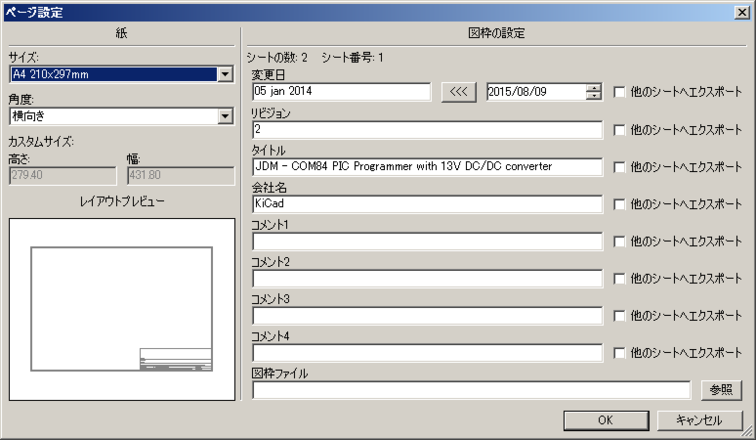 ページ設定
紙
サイズ:
A4 210x297mm
角度:
横向き
カスタムサイズ:
高さ: 幅:
279.40 431.80
レイアウトプレビュー
図枠の設定
シートの数: 2 シート番号: 1
変更日
05 jan 2014 <<< 2015/08/09 他のシートへエクスポート
リビジョン
2 他のシートへエクスポート
タイトル
JDM - COM84 PIC Programmer with 13V DC/DC converter 他のシートへエクスポート
会社名
KiCad 他のシートへエクスポート
コメント1
他のシートへエクスポート
コメント2
他のシートへエクスポート
コメント3
他のシートへエクスポート
コメント4
他のシートへエクスポート
図枠ファイル
参照
OK キャンセル